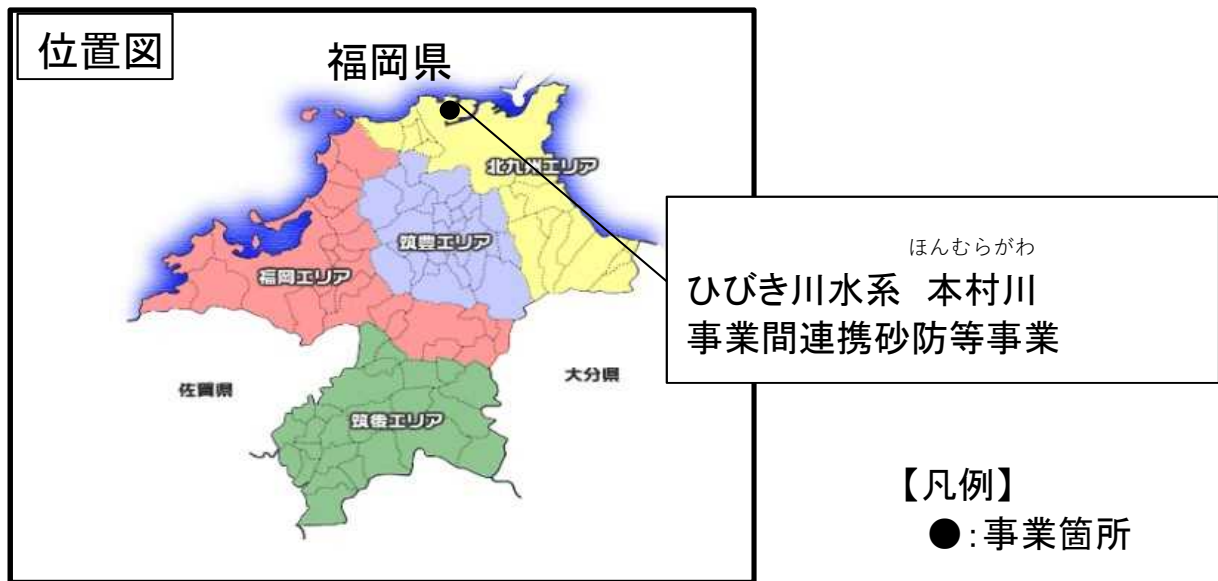 位置図
福岡県
北九州エリア
筑豊エリア
福岡エリア
ほんむらがわ
ひびき川水系 本村川
事業間連携砂防等事業
佐賀県
大分県
筑後エリア
【凡例】
●:事業箇所